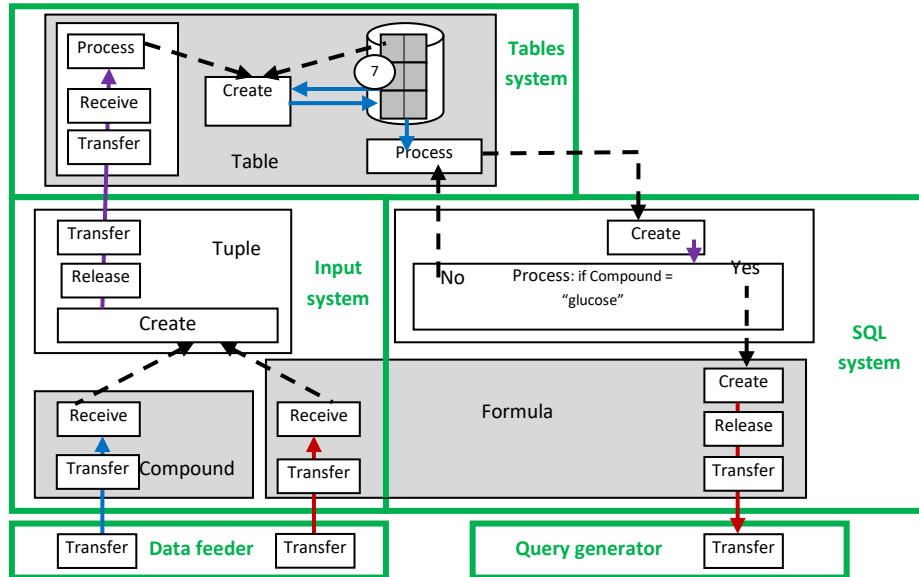 Process
Receive
Transfer
Create
7
Process
Table
Tables
system
Transfer
Release
Tuple
Create
Input
system
Create
No
Process: if Compound =
“glucose”
Yes
SQL
system
Receive
Transfer
Compound
Receive
Transfer
Formula
Create
Release
Transfer
Transfer
Data feeder
Transfer
Query generator
Transfer